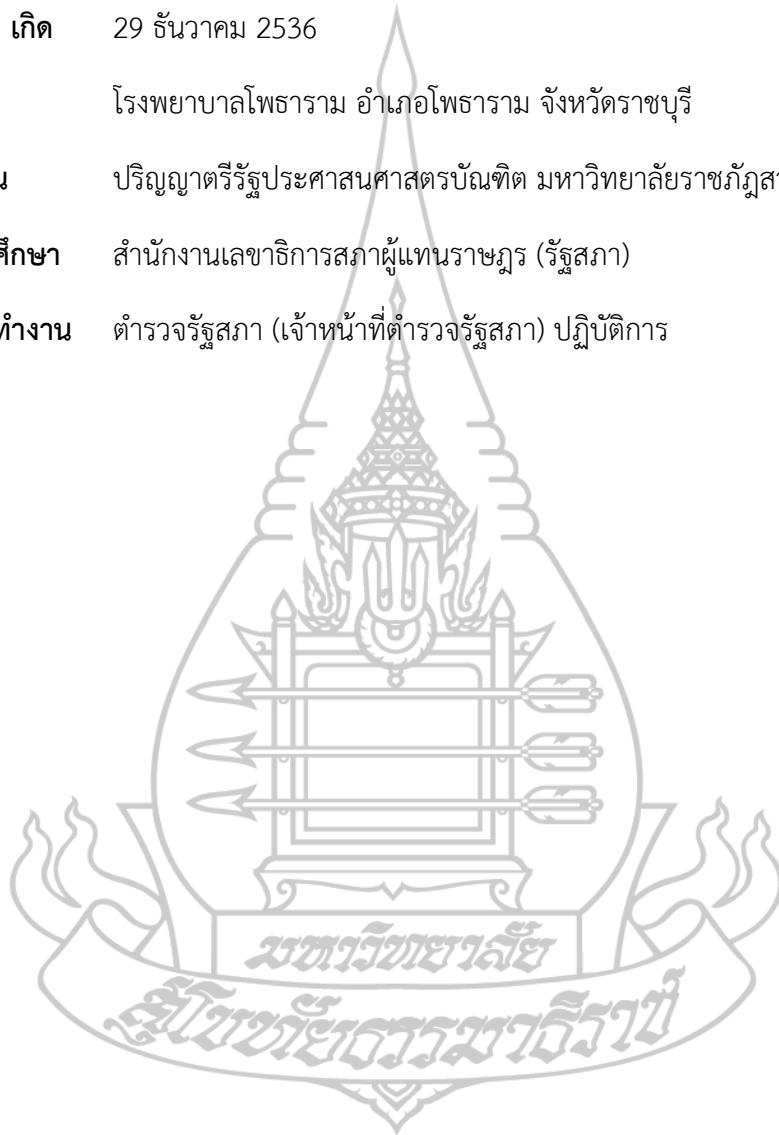 เกิด 29 ธันวาคม 2536
โรงพยาบาลโพธาราม อำเภอโพธาราม จังหวัดราชบุรี
น ปริญญาตรีรัฐประศาสนศาสตรบัณฑิต มหาวิทยาลัยราชภัฎสว
ศึกษา สำนักงานเลขาธิการสภาผู้แทนราษฎร (รัฐสภา)
ทำงาน ตำรวจรัฐสภา (เจ้าหน้าที่ตำรวจรัฐสภา) ปฏิบัติการ
มหาวิทยาลัย
สุโขทัยธรรมาธิราช